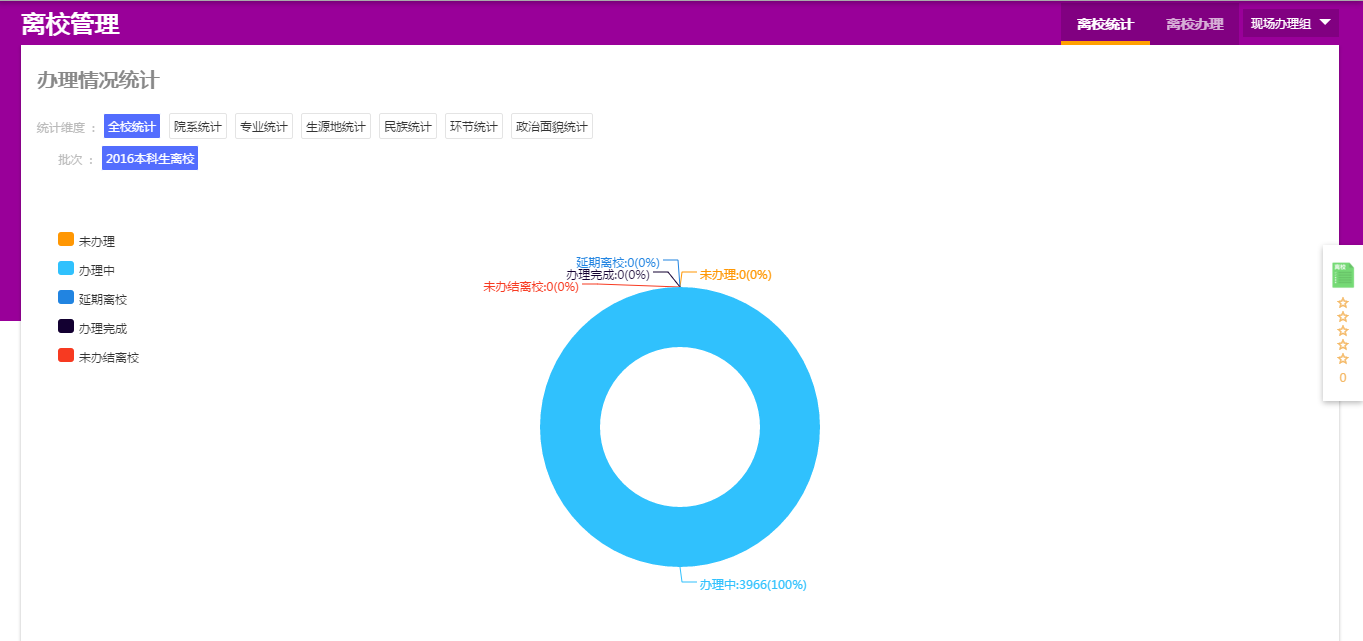 离校管理
离校统计 离校办理 现场办理组
办理情况统计
统计维度 : 全校统计 院系统计 专业统计 生源地统计 民族统计 环节统计 政治面貌统计
批次 : 2016本科生离校
未办理
办理中
延期离校
办理完成
未办结离校
延期离校:0(0%)
办理完成:0(0%)
未办理:0(0%)
未办结离校:0(0%)
办理中:3966(100%)
0